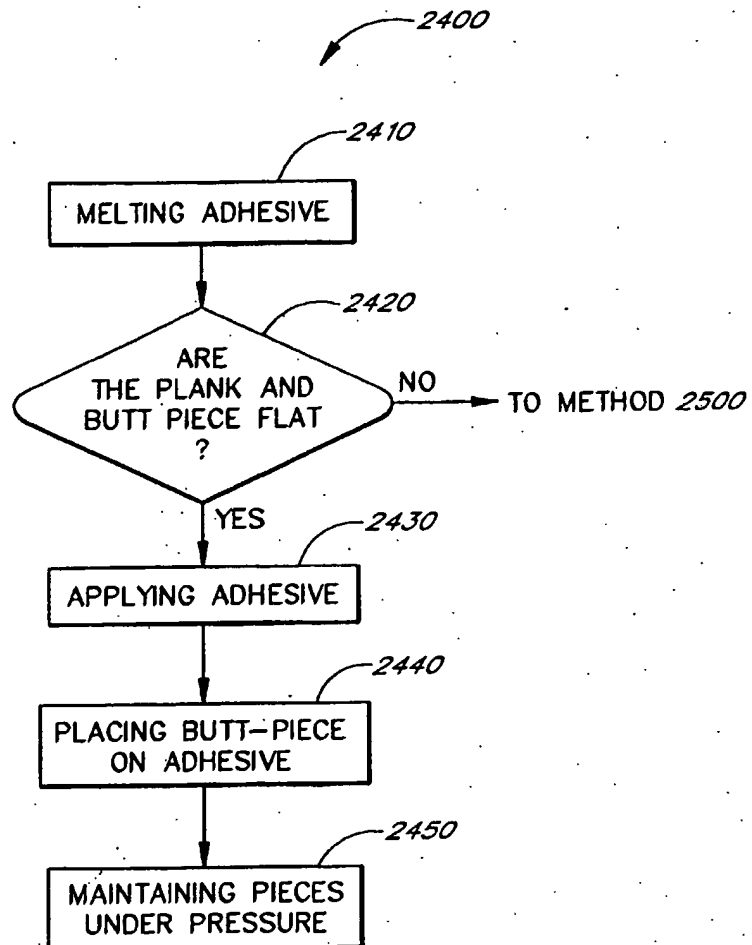 2400
2410
MELTING ADHESIVE
2420
ARE
THE PLANK AND
BUTT PIECE FLAT
?
NO
TO METHOD 2500
YES
2430
APPLYING ADHESIVE
2440
PLACING BUTT-PIECE
ON ADHESIVE
2450
MAINTAINING PIECES
UNDER PRESSURE